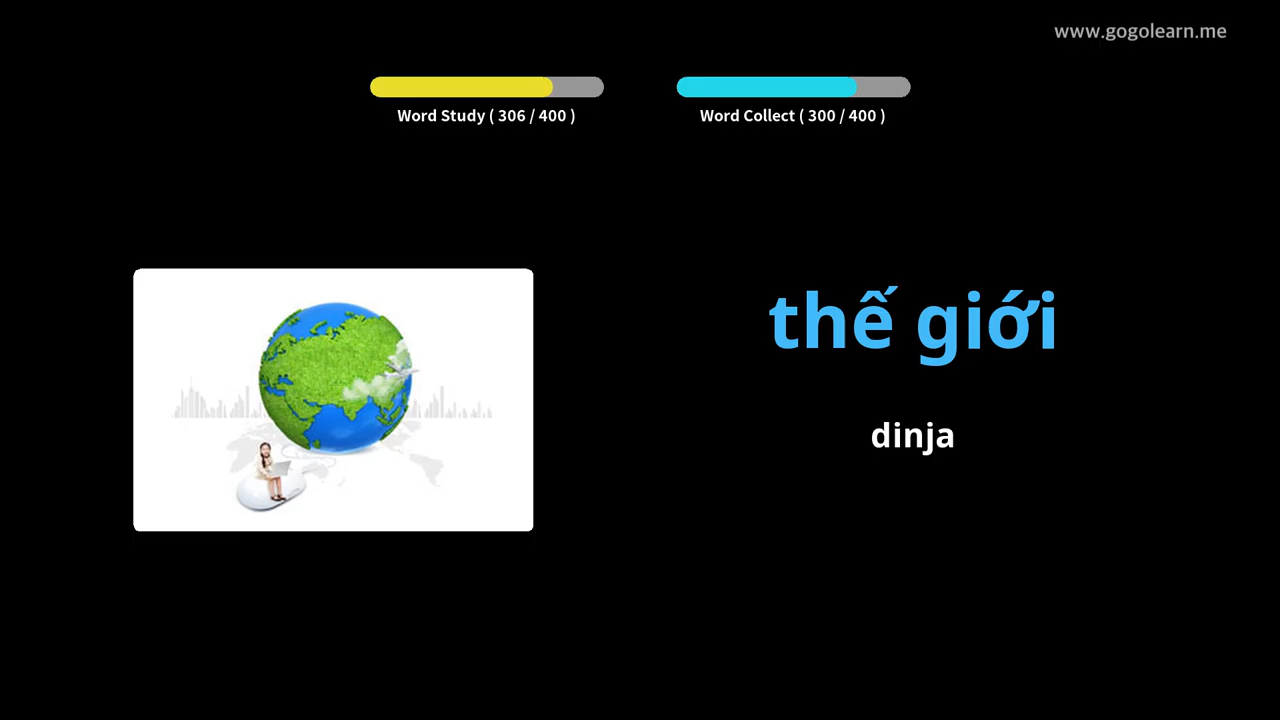 www.gogolearn.me
Word Study ( 306 / 400 )
Word Collect ( 300 / 400 )
thế giới
dinja